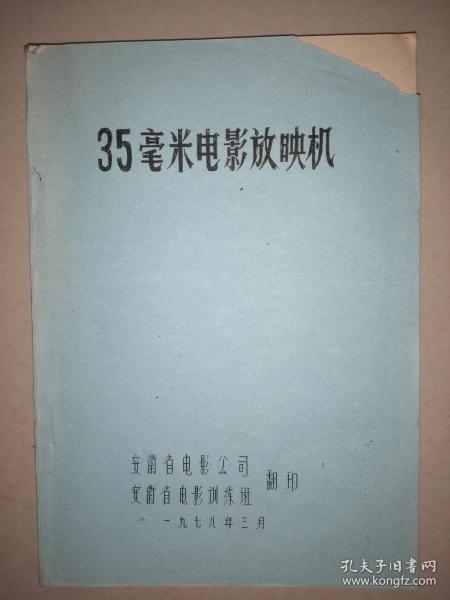 35毫米电影放映机
安徽省电影公司
安徽省电影训练班 翻印
一九七八年三月
孔夫子旧书网
www.kongfz.com